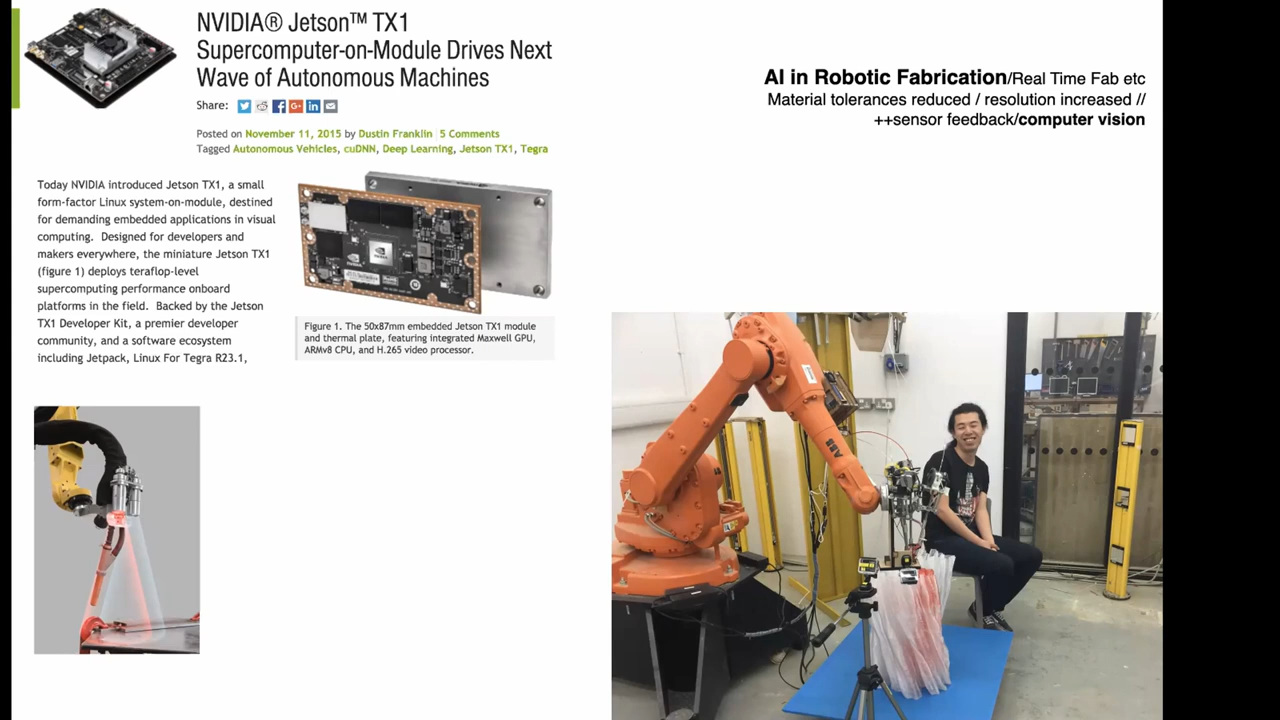 NVIDIA® Jetson™ TX1
Supercomputer-on-Module Drives Next
Wave of Autonomous Machines
Share:
Posted on November 11, 2015 by Dustin Franklin | 5 Comments
Tagged Autonomous Vehicles, cuDNN, Deep Learning, Jetson TX1, Tegra
Today NVIDIA introduced Jetson TX1, a small
form-factor Linux system-on-module, destined
for demanding embedded applications in visual
computing. Designed for developers and
makers everywhere, the miniature Jetson TX1
(figure 1) deploys teraflop-level
supercomputing performance onboard
platforms in the field. Backed by the Jetson
TX1 Developer Kit, a premier developer
community, and a software ecosystem
including Jetpack, Linux For Tegra R23.1,
Figure 1. The 50x87mm embedded Jetson TX1 module
and thermal plate, featuring integrated Maxwell GPU,
ARMv8 CPU, and H.265 video processor.
AI in Robotic Fabrication/Real Time Fab etc
Material tolerances reduced / resolution increased //
++sensor feedback/computer vision